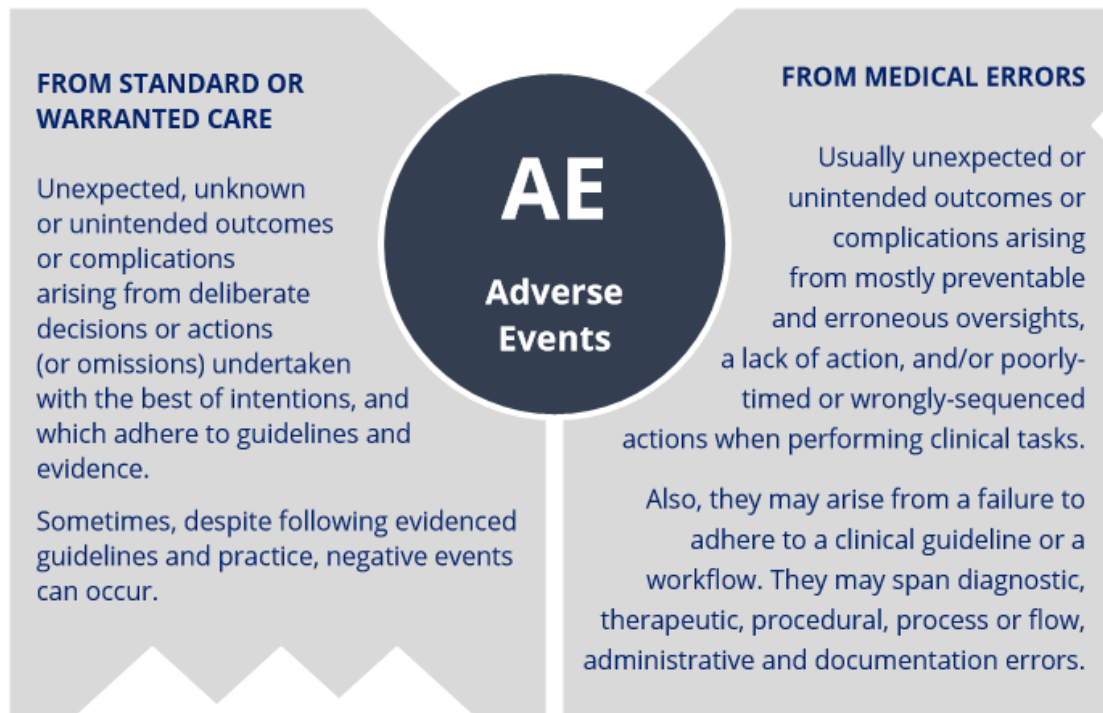 FROM STANDARD OR
WARRANTED CARE
Unexpected, unknown
or unintended outcomes
or complications
arising from deliberate
decisions or actions
(or omissions) undertaken
with the best of intentions, and
which adhere to guidelines and
evidence.
Sometimes, despite following evidenced
guidelines and practice, negative events
can occur.
AE
Adverse
Events
FROM MEDICAL ERRORS
Usually unexpected or
unintended outcomes or
complications arising
from mostly preventable
and erroneous oversights,
a lack of action, and/or poorly-
timed or wrongly-sequenced
actions when performing clinical tasks.
Also, they may arise from a failure to
adhere to a clinical guideline or a
workflow. They may span diagnostic,
therapeutic, procedural, process or flow,
administrative and documentation errors.